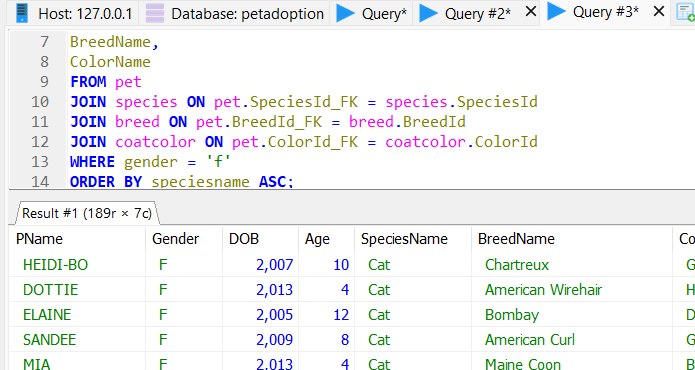 Host: 127.0.0.1 Database: petadoption Query* Query #2* Query #3*
7 BreedName,
8 ColorName
9 FROM pet
10 JOIN species ON pet.SpeciesId_FK = species.SpeciesId
11 JOIN breed ON pet.BreedId_FK = breed.BreedId
12 JOIN coatcolor ON pet.ColorId_FK = coatcolor.ColorId
13 WHERE gender = 'f'
14 ORDER BY speciesname ASC;
Result #1 (189r × 7c)
PName Gender DOB Age SpeciesName BreedName Co
HEIDI-BO F 2,007 10 Cat Chartreux G
DOTTIE F 2,013 4 Cat American Wirehair H
ELAINE F 2,005 12 Cat Bombay D
SANDEE F 2,009 8 Cat American Curl G
MIA F 2,013 4 Cat Maine Coon B